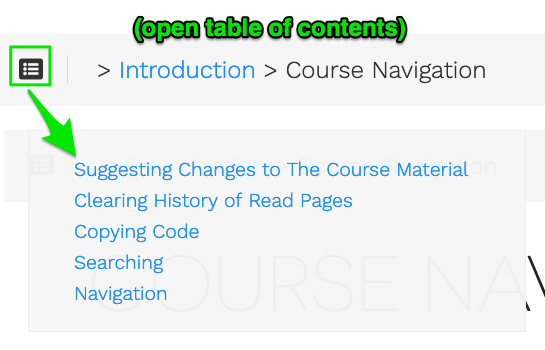 (open table of contents)
> Introduction > Course Navigation
Suggesting Changes to The Course Material
Clearing History of Read Pages
Copying Code
Searching
Navigation
COURSE NAV